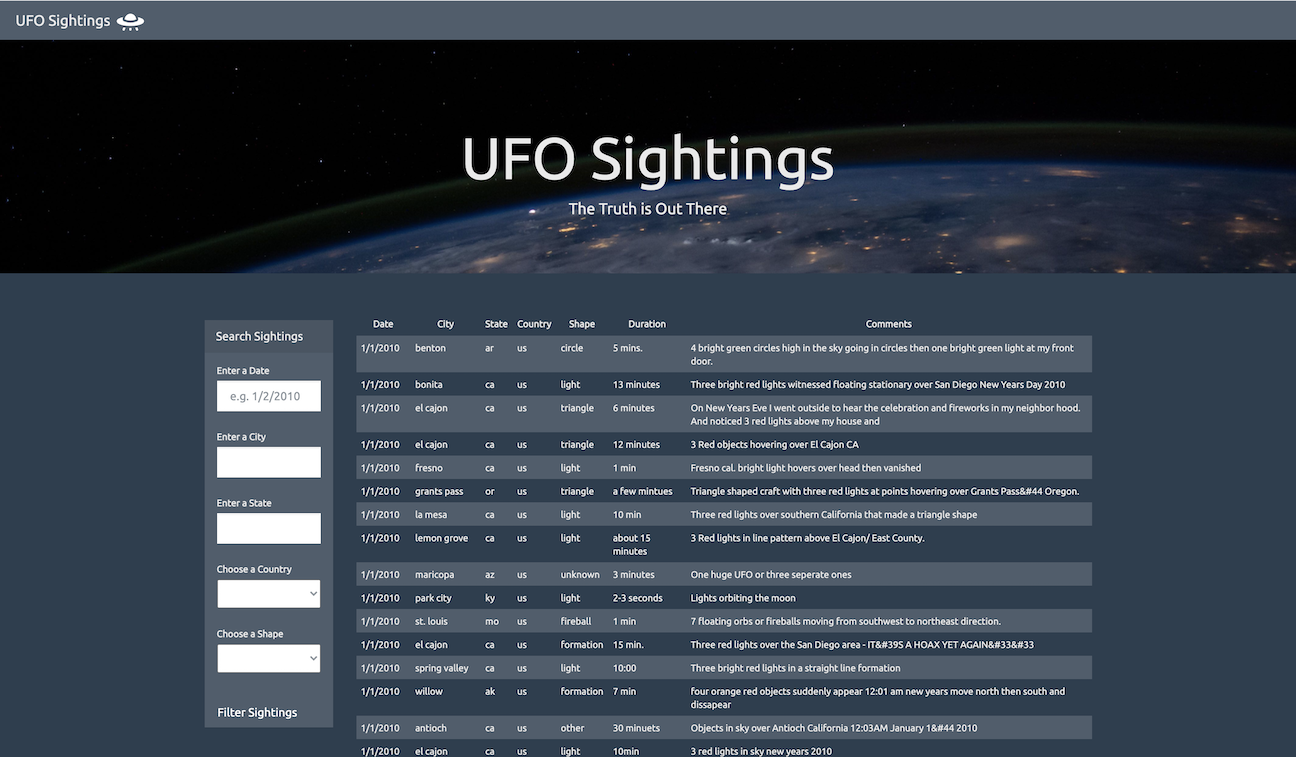 UFO Sightings
UFO Sightings
The Truth is Out There
Search Sightings
Enter a Date
e.g. 1/2/2010
Enter a City
Enter a State
Choose a Country
Choose a Shape
Filter Sightings
Date City State Country Shape Duration Comments
1/1/2010 benton ar us circle 5 mins. 4 bright green circles high in the sky going in circles then one bright green light at my front
door.
1/1/2010 bonita ca us light 13 minutes Three bright red lights witnessed floating stationary over San Diego New Years Day 2010
1/1/2010 el cajon ca us triangle 6 minutes On New Years Eve I went outside to hear the celebration and fireworks in my neighbor hood.
And noticed 3 red lights above my house and
1/1/2010 el cajon ca us triangle 12 minutes 3 Red objects hovering over El Cajon CA
1/1/2010 fresno ca us light 1 min Fresno cal. bright light hovers over head then vanished
1/1/2010 grants pass or us triangle a few mintues Triangle shaped craft with three red lights at points hovering over Grants Pass&#44 Oregon.
1/1/2010 la mesa ca us light 10 min Three red lights over southern California that made a triangle shape
1/1/2010 lemon grove ca us light about 15 3 Red lights in line pattern above El Cajon/ East County.
minutes
1/1/2010 maricopa az us unknown 3 minutes One huge UFO or three seperate ones
1/1/2010 park city ky us light 2-3 seconds Lights orbiting the moon
1/1/2010 st. louis mo us fireball 1 min 7 floating orbs or fireballs moving from southwest to northeast direction.
1/1/2010 el cajon ca us formation 15 min. Three red lights over the San Diego area - IT&#39S A HOAX YET AGAIN&#33&#33
1/1/2010 spring valley ca us light 10:00 Three bright red lights in a straight line formation
1/1/2010 willow ak us formation 7 min four orange red objects suddenly appear 12:01 am new years move north then south and
dissapear
1/1/2010 antioch ca us other 30 minuets Objects in sky over Antioch California 12:03AM January 1&#44 2010
1/1/2010 el cajon ca us light 10min 3 red lights in sky new years 2010